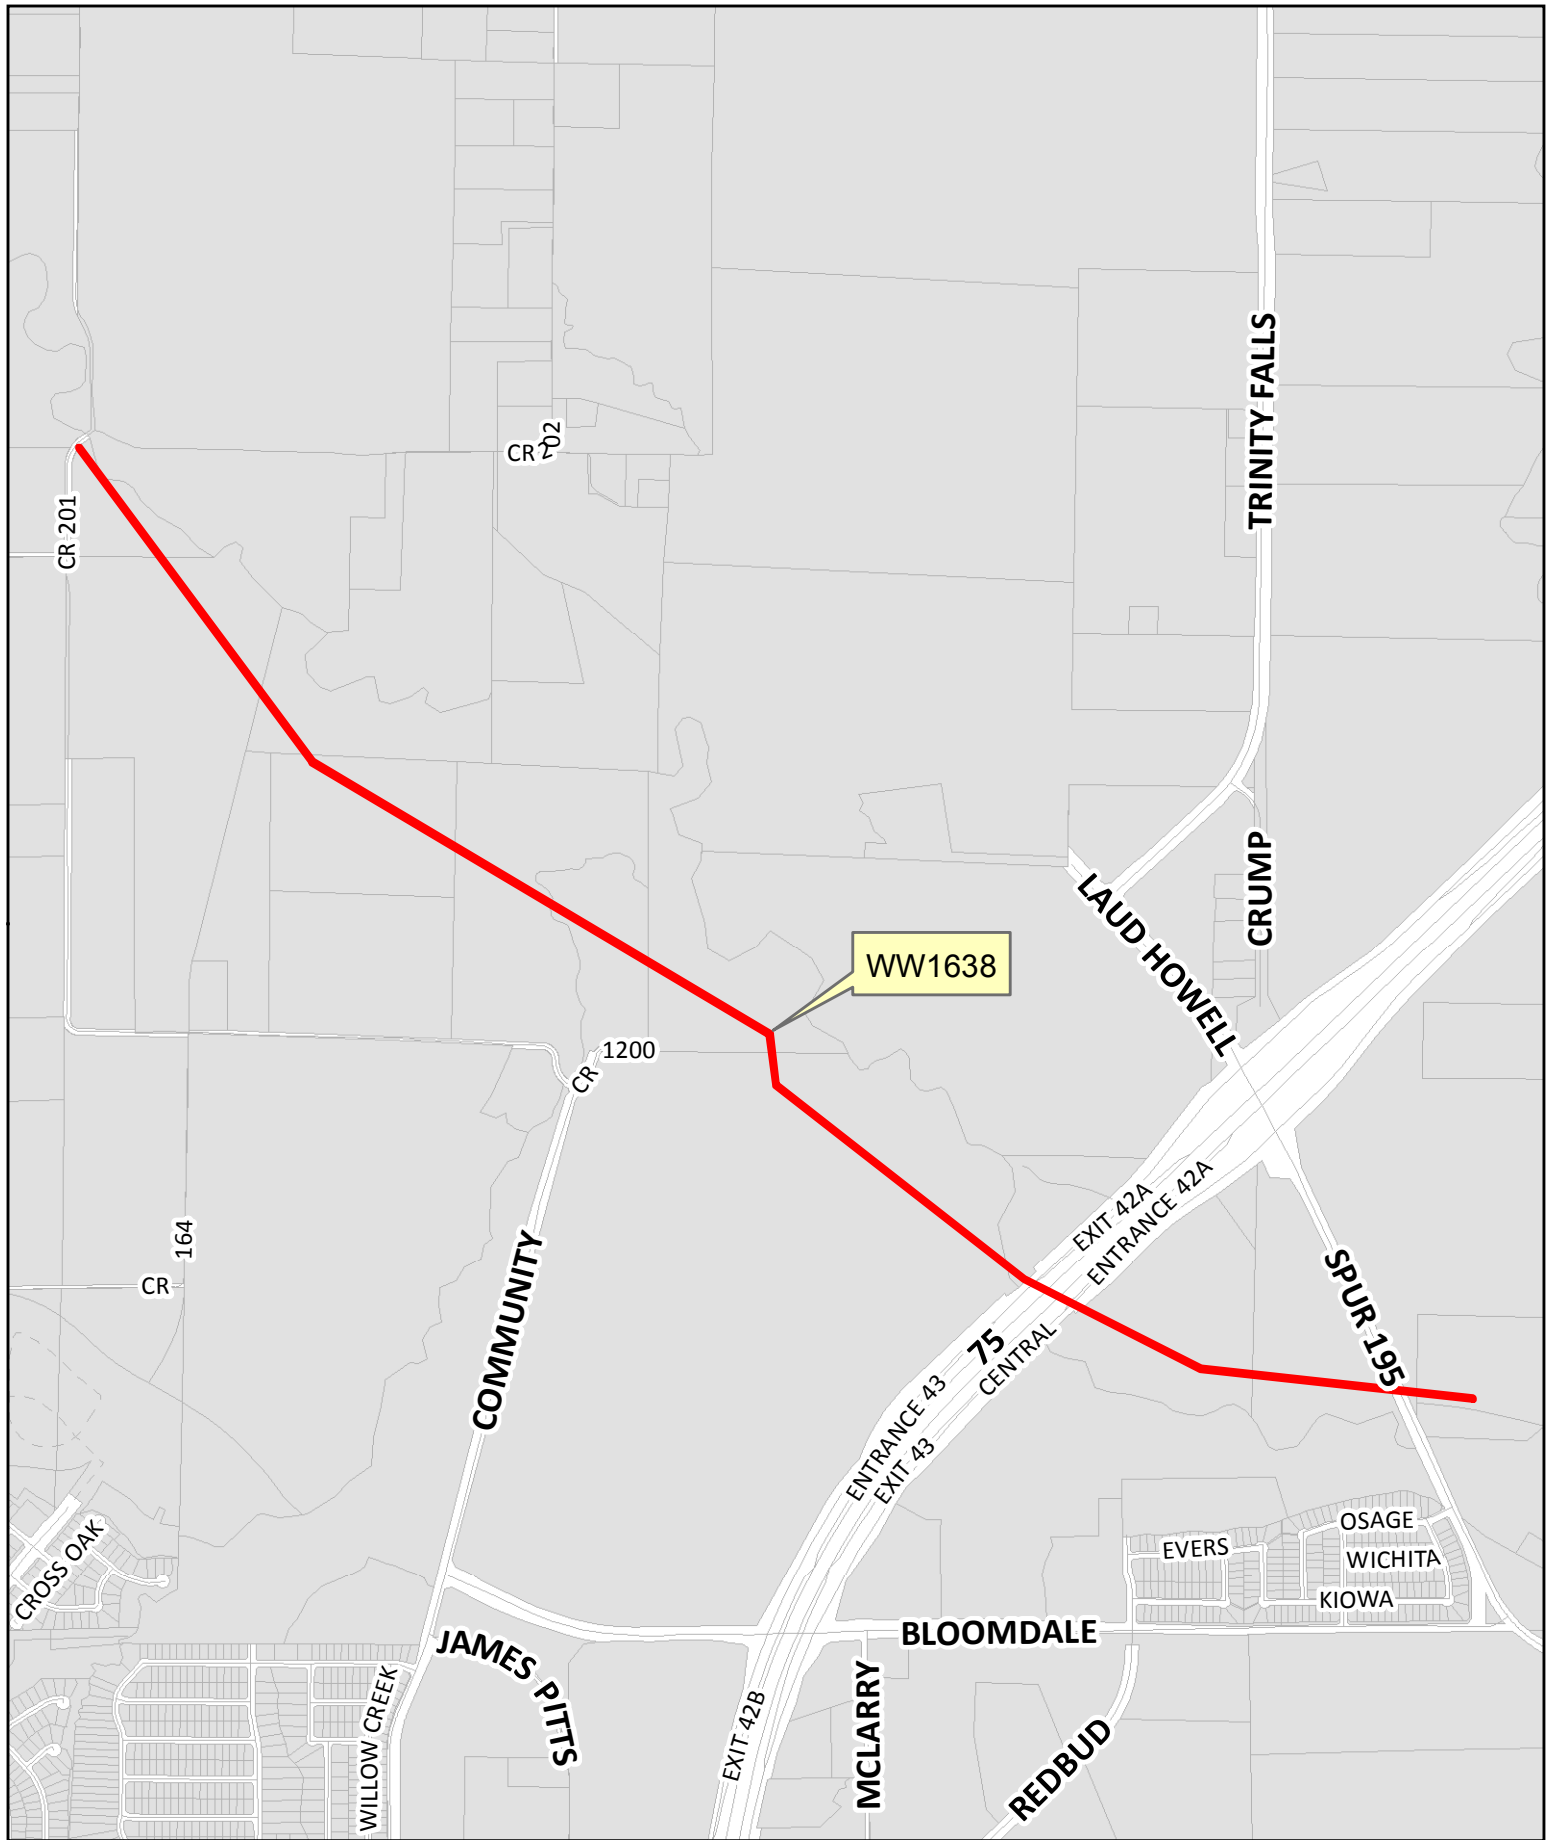 TRINITY FALLS
CR 202
CR 201
CRUMP
LAUD HOWELL
WW1638
CR 1200
164
CR
EXIT 42A
ENTRANCE 42A
COMMUNITY
SPUR 195
75
CENTRAL
ENTRANCE 43
EXIT 43
CROSS OAK
OSAGE
EVERS
WICHITA
KIOWA
BLOOMDALE
JAMES PITTS
WILLOW CREEK
EXIT 42B
MCLARRY
REDBUD